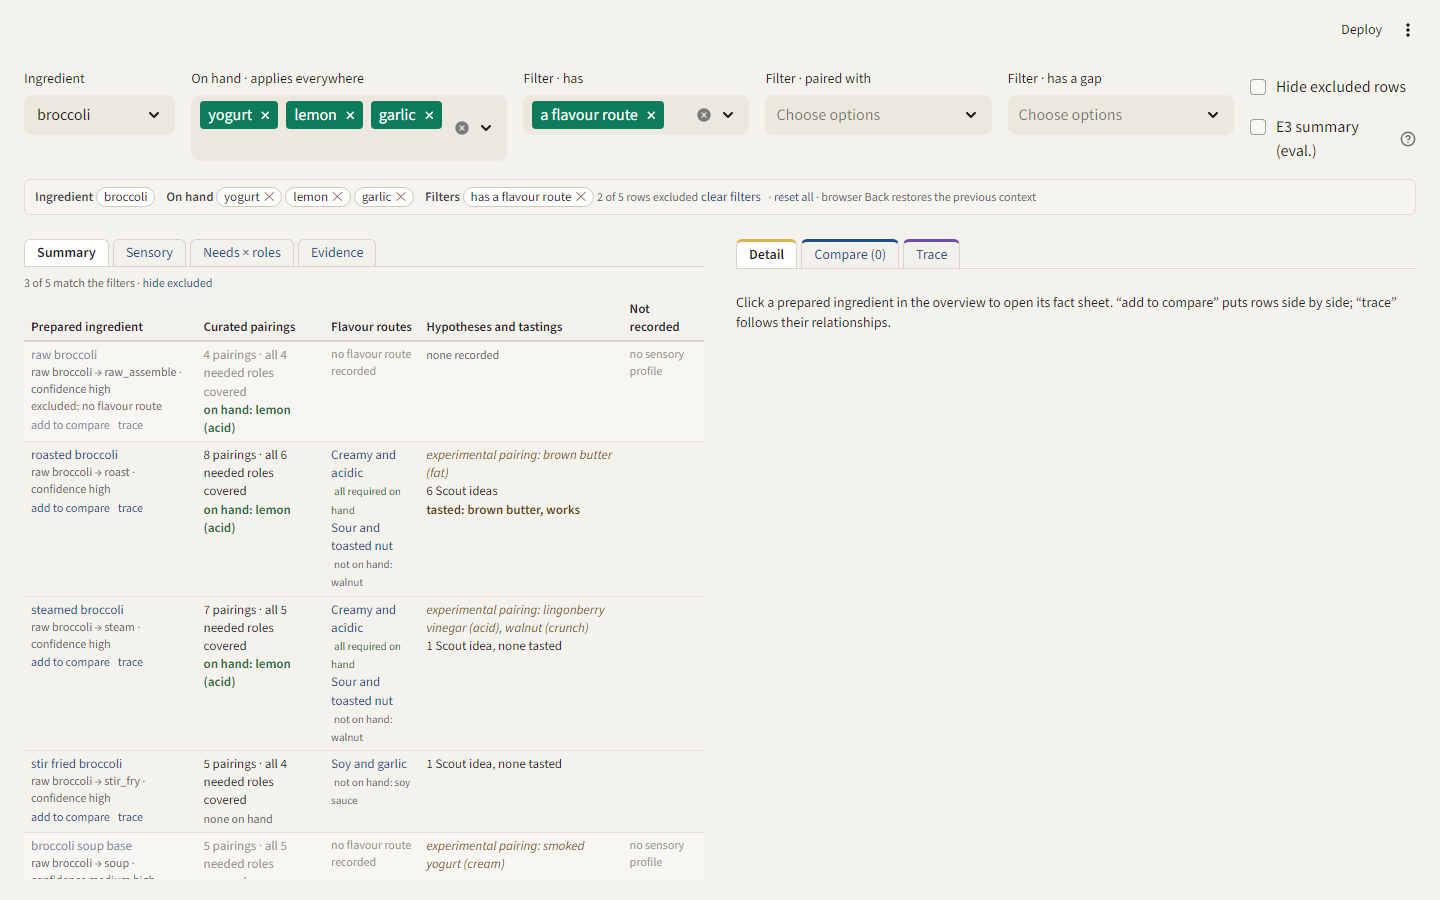 Deploy
Ingredient
On hand · applies everywhere
Filter · has
Filter · paired with
Filter · has a gap
broccoli
yogurt × lemon × garlic ×
a flavour route ×
Choose options
Choose options
Hide excluded rows
E3 summary
(eval.)
Ingredient broccoli On hand yogurt × lemon × garlic × Filters has a flavour route × 2 of 5 rows excluded clear filters · reset all · browser Back restores the previous context
Summary
Sensory
Needs × roles
Evidence
Detail
Compare (0)
Trace
3 of 5 match the filters · hide excluded
Click a prepared ingredient in the overview to open its fact sheet. “add to compare” puts rows side by side; “trace”
follows their relationships.
Prepared ingredient
Curated pairings
Flavour routes
Hypotheses and tastings
Not
recorded
raw broccoli
raw broccoli → raw_assemble ·
confidence high
excluded: no flavour route
add to compare trace
4 pairings · all 4
needed roles
covered
on hand: lemon
(acid)
no flavour route
recorded
none recorded
no sensory
profile
roasted broccoli
raw broccoli → roast ·
confidence high
add to compare trace
8 pairings · all 6
needed roles
covered
on hand: lemon
(acid)
Creamy and
acidic
all required on
hand
Sour and
toasted nut
not on hand:
walnut
experimental pairing: brown butter
(fat)
6 Scout ideas
tasted: brown butter, works
steamed broccoli
raw broccoli → steam ·
confidence high
add to compare trace
7 pairings · all 5
needed roles
covered
on hand: lemon
(acid)
Creamy and
acidic
all required on
hand
Sour and
toasted nut
not on hand:
walnut
experimental pairing: lingonberry
vinegar (acid), walnut (crunch)
1 Scout idea, none tasted
stir fried broccoli
raw broccoli → stir_fry ·
confidence high
add to compare trace
5 pairings · all 4
needed roles
covered
none on hand
Soy and garlic
not on hand: soy
sauce
1 Scout idea, none tasted
broccoli soup base
raw broccoli → soup ·
5 pairings · all 5
needed roles
no flavour route
recorded
experimental pairing: smoked
yogurt (cream)
no sensory
profile